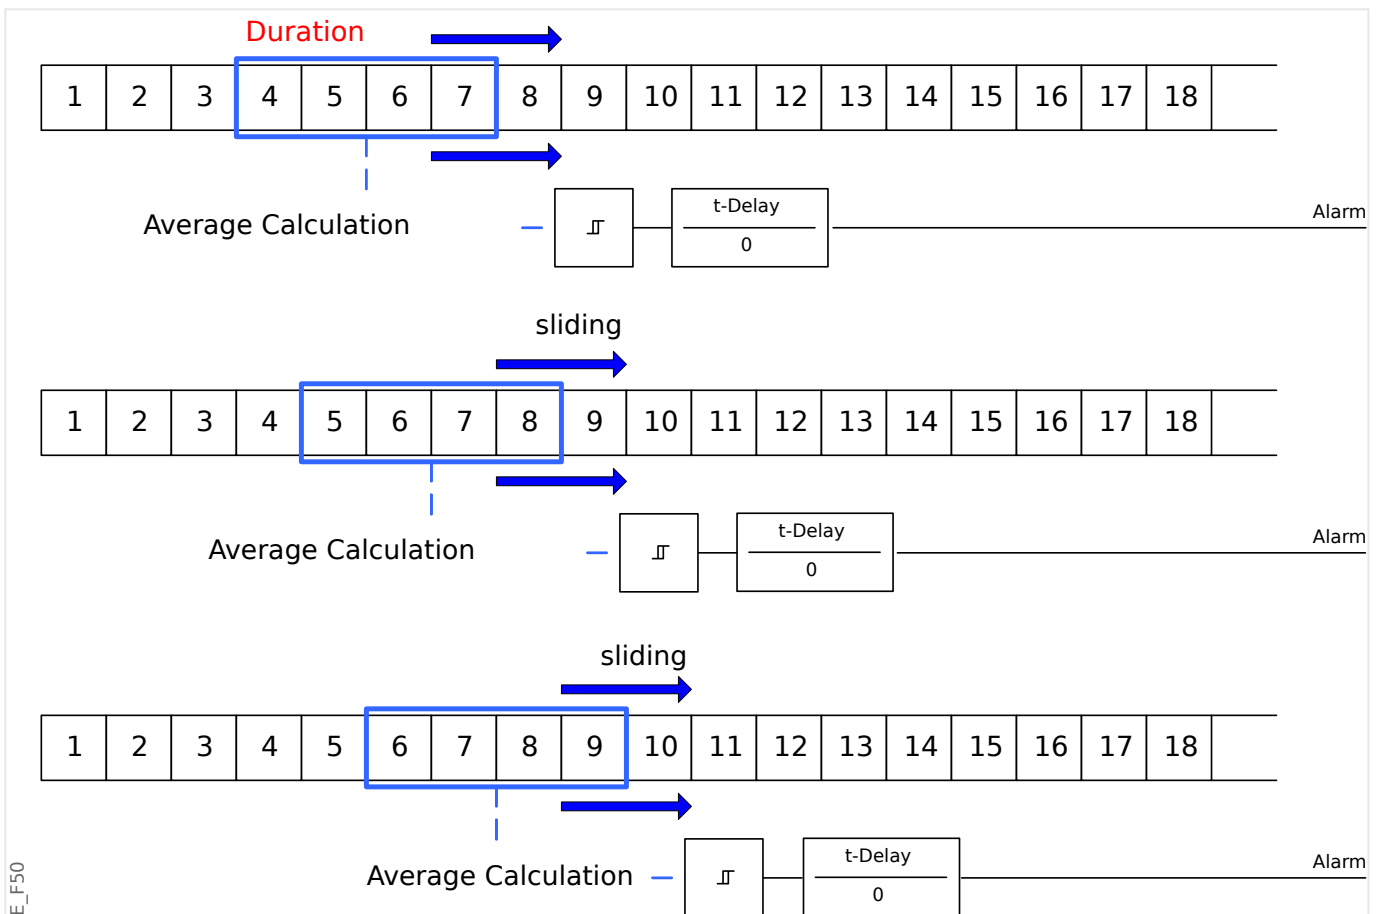 Duration
1 2 3 4 5 6 7 8 9 10 11 12 13 14 15 16 17 18
t-Delay
Alarm
Average Calculation
0
sliding
1 2 3 4 5 6 7 8 9 10 11 12 13 14 15 16 17 18
t-Delay
Alarm
Average Calculation
0
sliding
1 2 3 4 5 6 7 8 9 10 11 12 13 14 15 16 17 18
t-Delay
Alarm
Average Calculation
0
E_F50